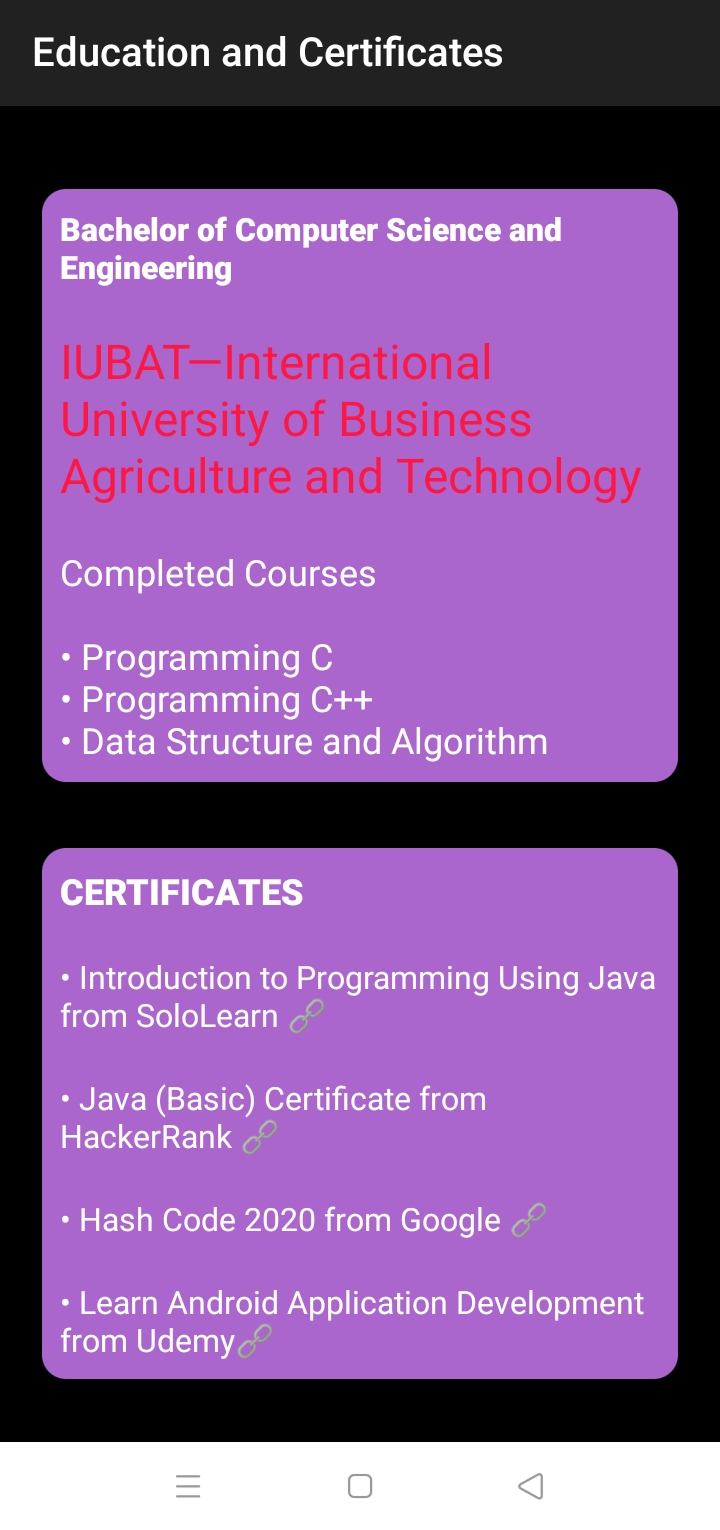 Education and Certificates
Bachelor of Computer Science and
Engineering
IUBAT—International
University of Business
Agriculture and Technology
Completed Courses
• Programming C
• Programming C++
• Data Structure and Algorithm
CERTIFICATES
• Introduction to Programming Using Java
from SoloLearn 🔗
• Java (Basic) Certificate from
HackerRank 🔗
• Hash Code 2020 from Google 🔗
• Learn Android Application Development
from Udemy🔗